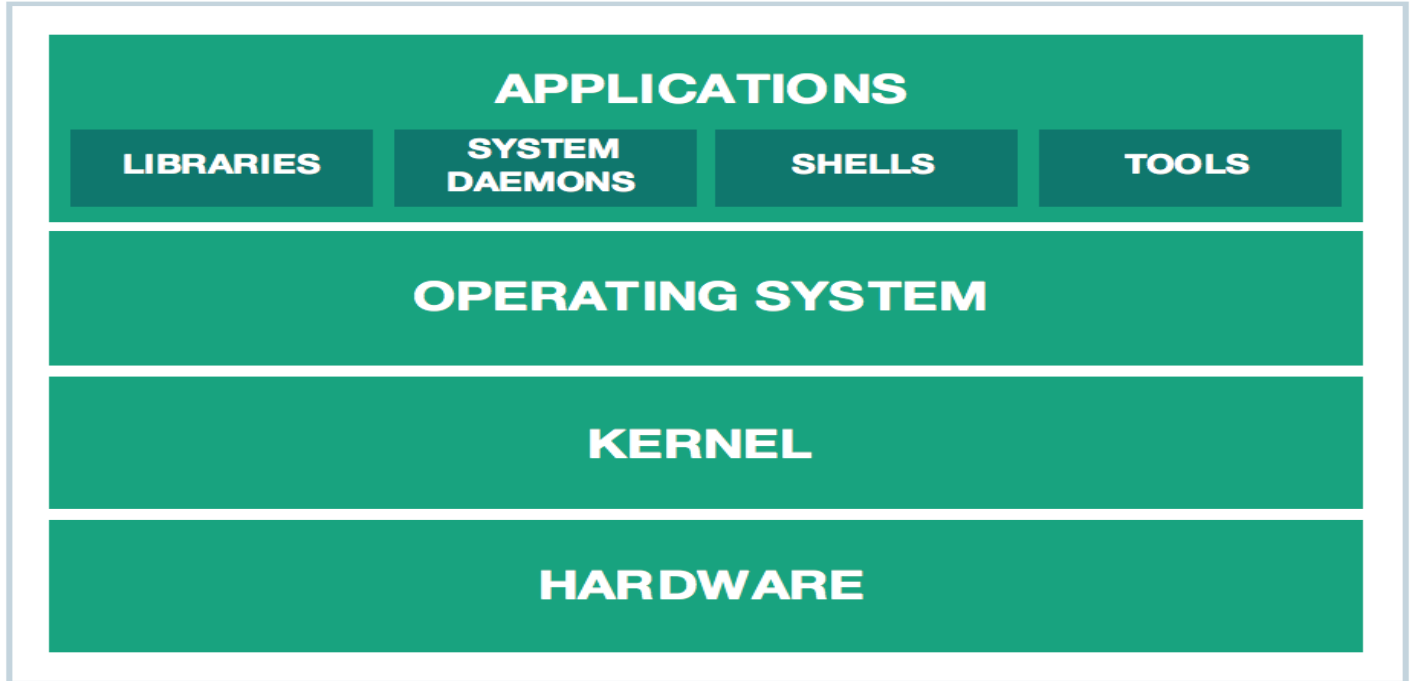 APPLICATIONS
LIBRARIES
SYSTEM
DAEMONS
SHELLS
TOOLS
OPERATING SYSTEM
KERNEL
HARDWARE